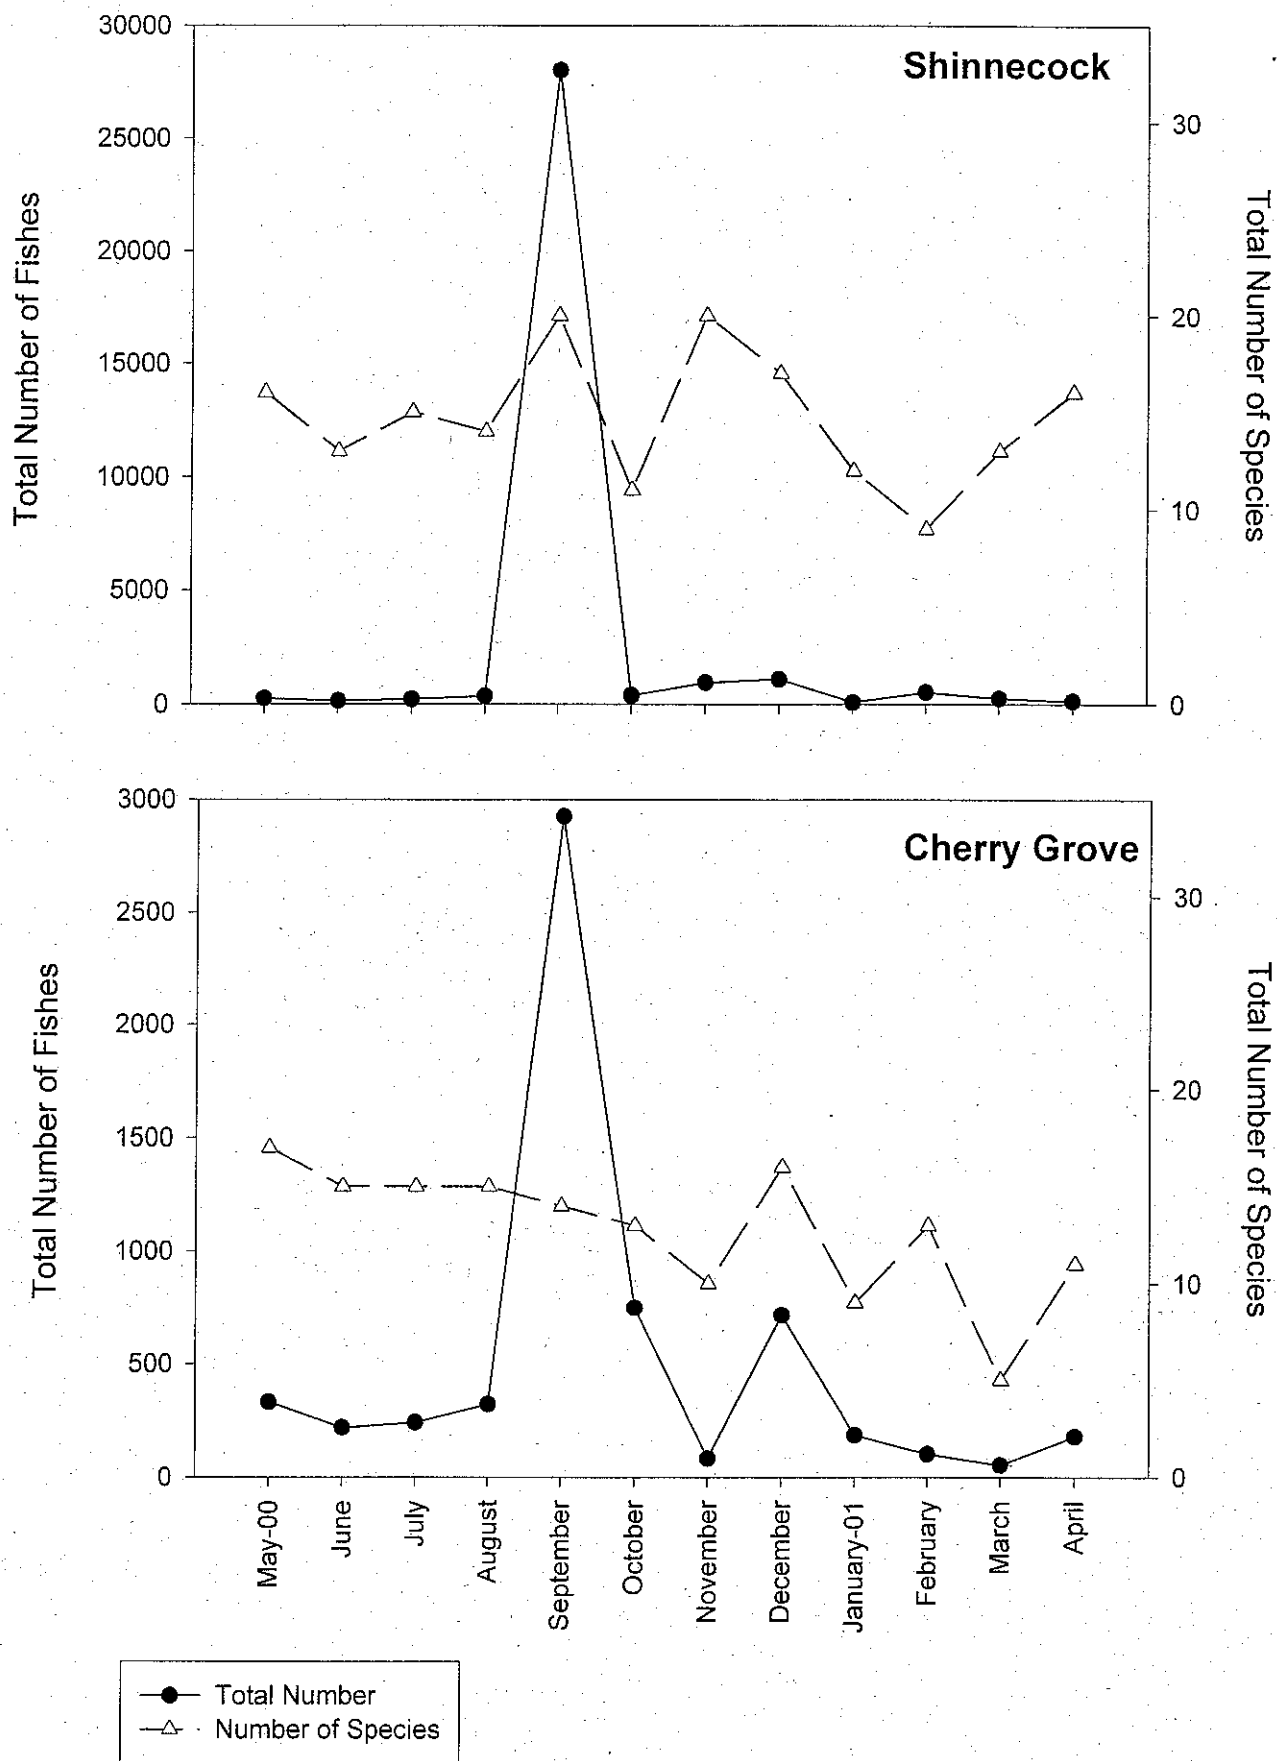 Shinnecock
Total Number of Fishes
30000
25000
20000
15000
10000
5000
0
30
20
10
0
Total Number of Species
Cherry Grove
Total Number of Fishes
3000
2500
2000
1500
1000
500
0
30
20
10
0
Total Number of Species
May-00
June
July
August
September
October
November
December
January-01
February
March
April
Total Number
Number of Species